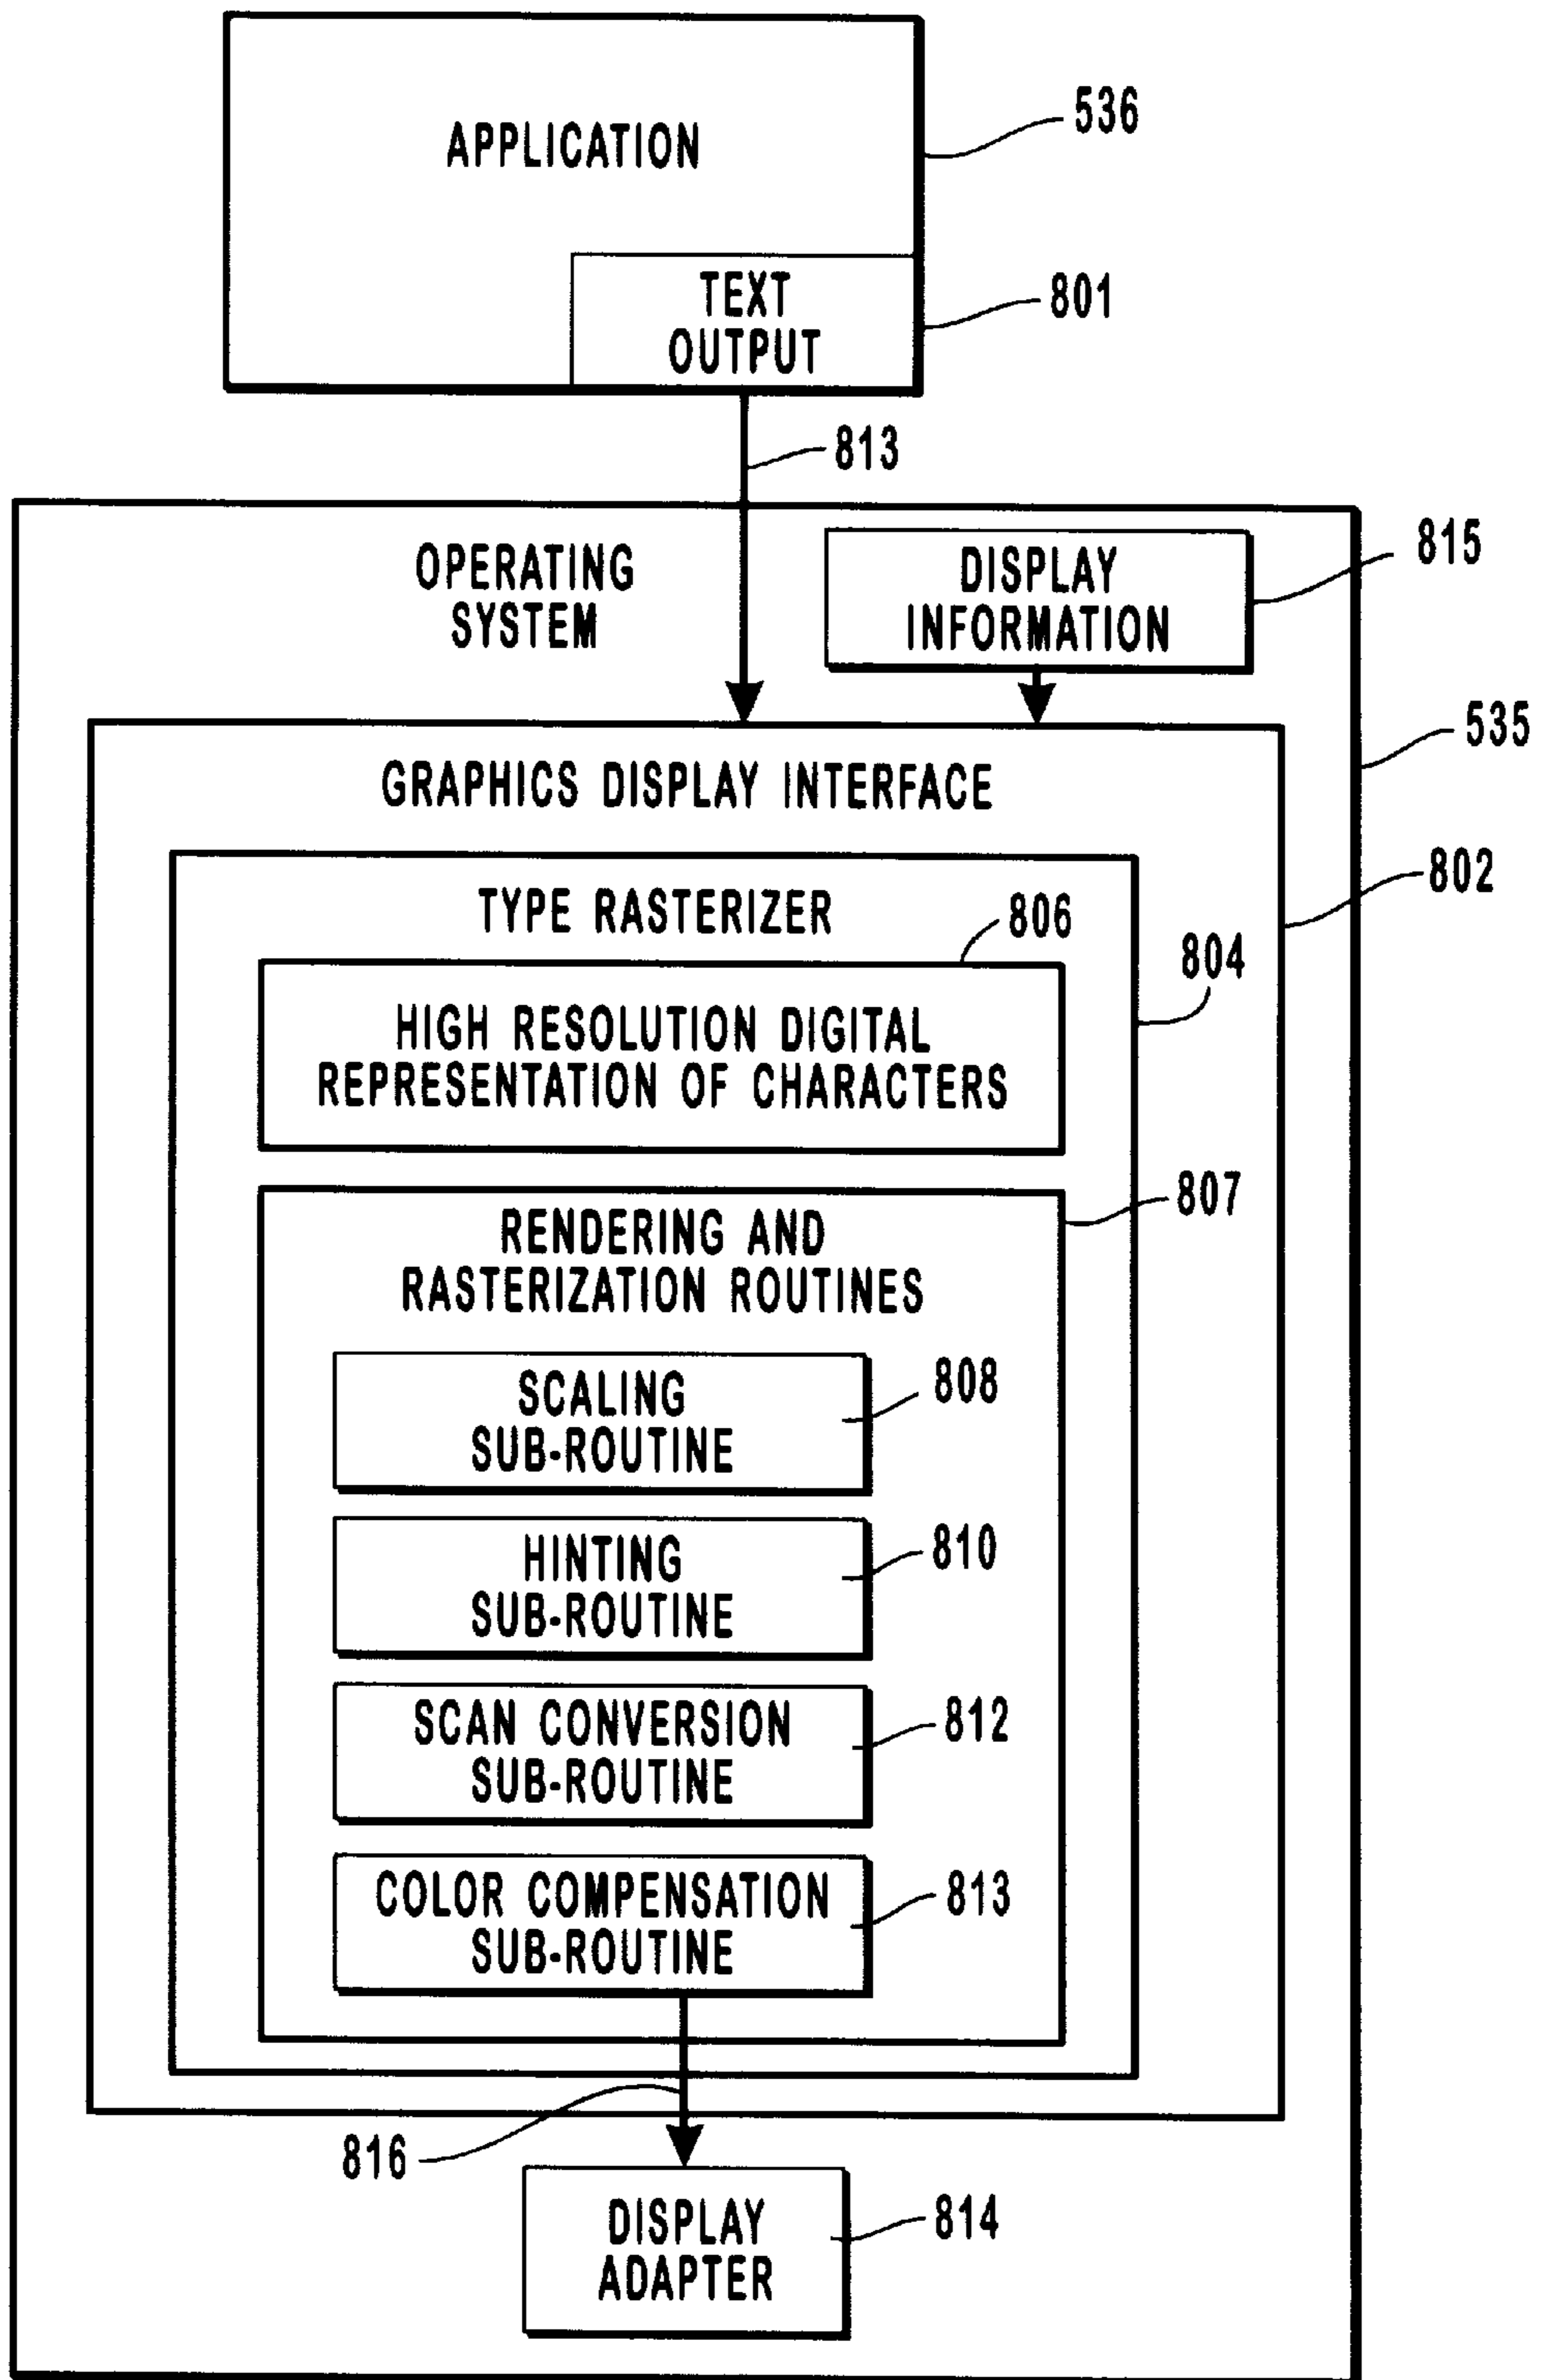 APPLICATION
536
TEXT
OUTPUT
801
813
OPERATING
SYSTEM
DISPLAY
INFORMATION
815
535
GRAPHICS DISPLAY INTERFACE
802
TYPE RASTERIZER
806
804
HIGH RESOLUTION DIGITAL
REPRESENTATION OF CHARACTERS
807
RENDERING AND
RASTERIZATION ROUTINES
SCALING
SUB-ROUTINE
808
HINTING
SUB-ROUTINE
810
SCAN CONVERSION
SUB-ROUTINE
812
COLOR COMPENSATION
SUB-ROUTINE
813
816
DISPLAY
ADAPTER
814